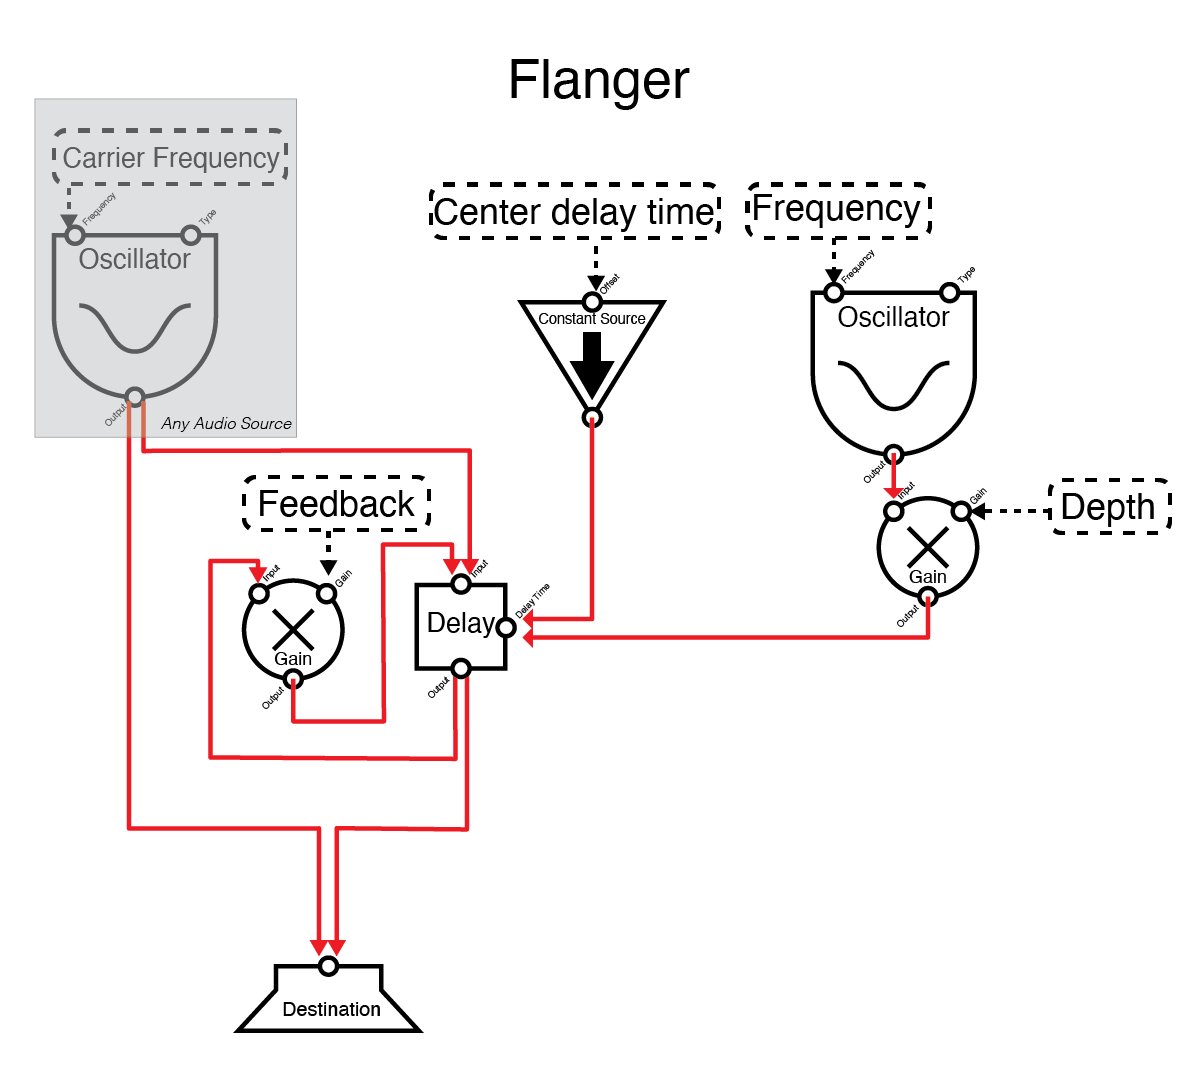 Flanger
Carrier Frequency
Frequency
Type
Oscillator
Output
Any Audio Source
Center delay time
Offset
Constant Source
Frequency
Frequency
Type
Oscillator
Output
Input
Gain
Gain
Output
Depth
Feedback
Input
Gain
Gain
Output
Input
Delay
Delay Time
Output
Destination